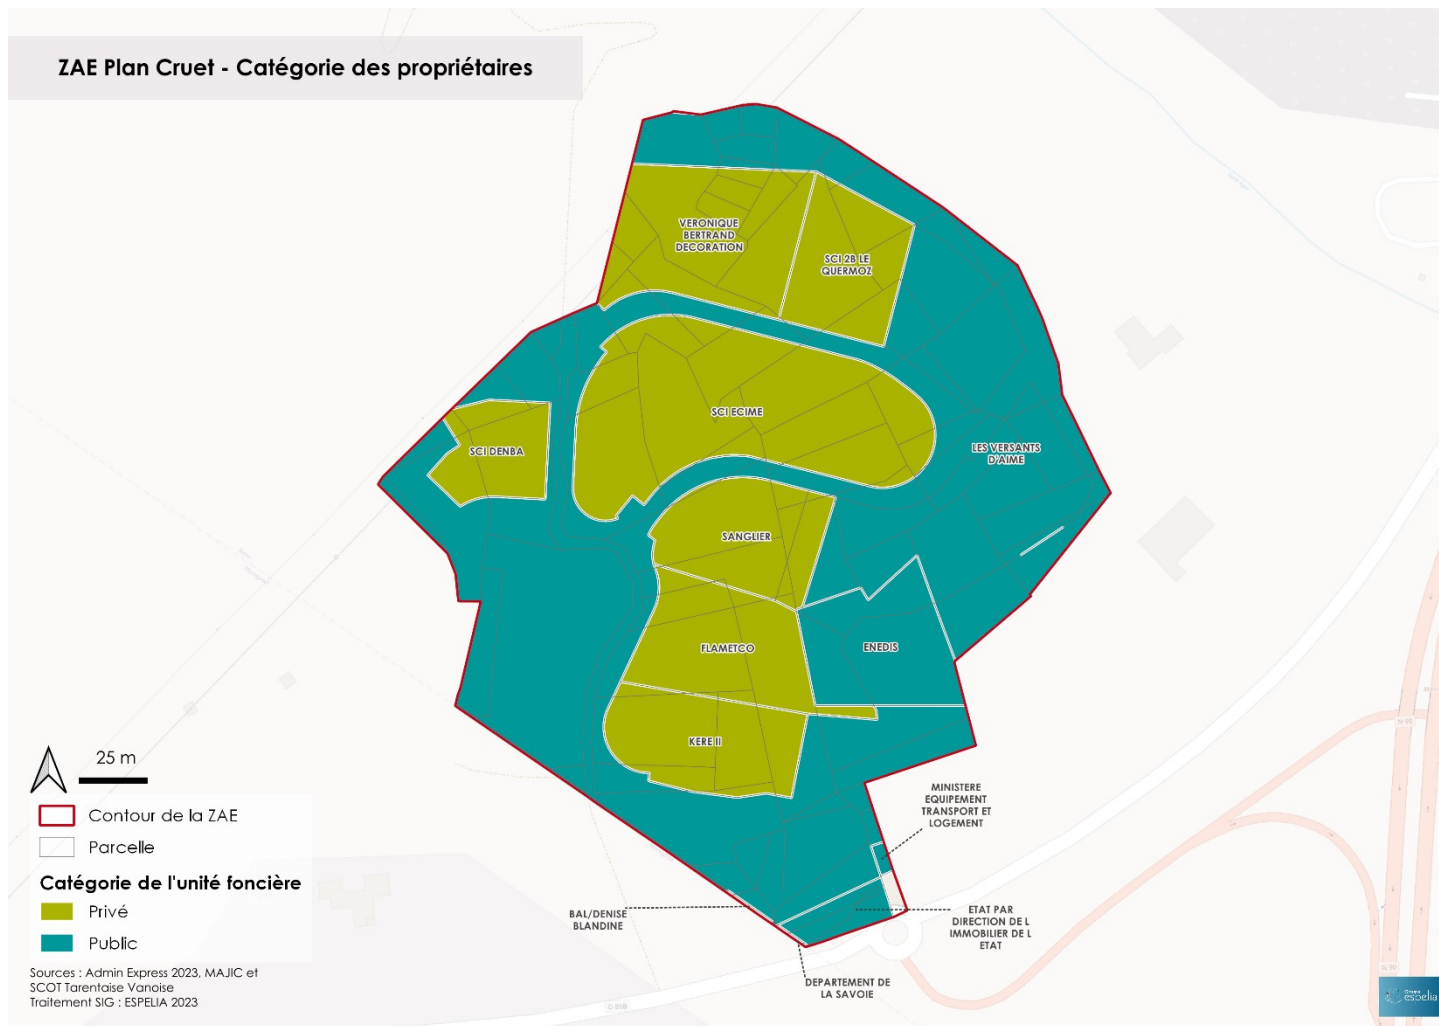 ZAE Plan Cruet - Catégorie des propriétaires
VERONIQUE
BERTRAND
DECORATION
SCI 2B LE
QUERMOZ
SCI ECIME
SCI DENBA
LES VERSANTS
D'AIME
SANGLIER
FLAMETCO
ENEDIS
KERE II
MINISTERE
EQUIPEMENT
TRANSPORT ET
LOGEMENT
BAL/DENISE
BLANDINE
ETAT PAR
DIRECTION DE L
IMMOBILIER DE L
ETAT
DEPARTEMENT DE
LA SAVOIE
N 90
N 90
25 m
Contour de la ZAE
Parcelle
Catégorie de l'unité foncière
Privé
Public
Sources : Admin Express 2023, MAJIC et
SCOT Tarentaise Vanoise
Traitement SIG : ESPELIA 2023
espelia